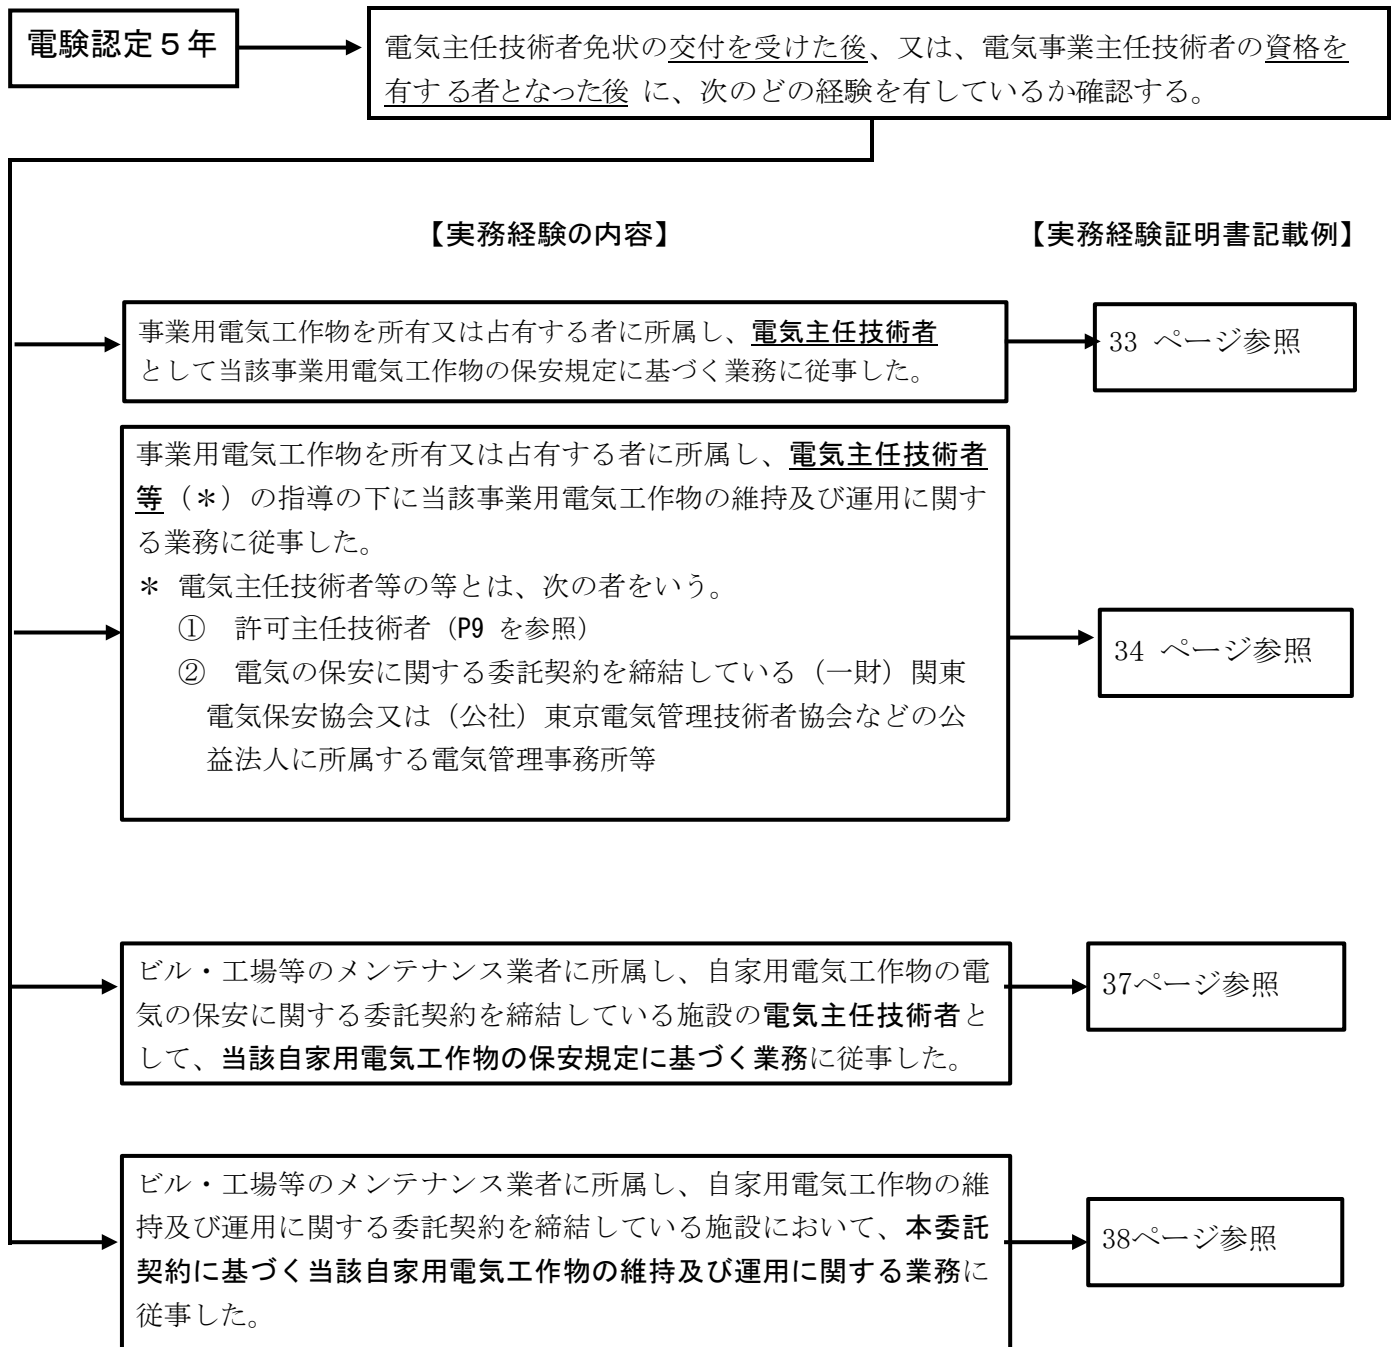 電験認定５年
電気主任技術者免状の交付を受けた後、又は、電気事業主任技術者の資格を
有する者となった後 に、次のどの経験を有しているか確認する。
【実務経験の内容】
【実務経験証明書記載例】
事業用電気工作物を所有又は占有する者に所属し、電気主任技術者
として当該事業用電気工作物の保安規定に基づく業務に従事した。
33 ページ参照
事業用電気工作物を所有又は占有する者に所属し、電気主任技術者
等（＊）の指導の下に当該事業用電気工作物の維持及び運用に関す
る業務に従事した。
＊ 電気主任技術者等の等とは、次の者をいう。
① 許可主任技術者（P9 を参照）
② 電気の保安に関する委託契約を締結している（一財）関東
電気保安協会又は（公社）東京電気管理技術者協会などの公
益法人に所属する電気管理事務所等
34 ページ参照
ビル・工場等のメンテナンス業者に所属し、自家用電気工作物の電
気の保安に関する委託契約を締結している施設の電気主任技術者と
して、当該自家用電気工作物の保安規定に基づく業務に従事した。
37ページ参照
ビル・工場等のメンテナンス業者に所属し、自家用電気工作物の維
持及び運用に関する委託契約を締結している施設において、本委託
契約に基づく当該自家用電気工作物の維持及び運用に関する業務に
従事した。
38ページ参照